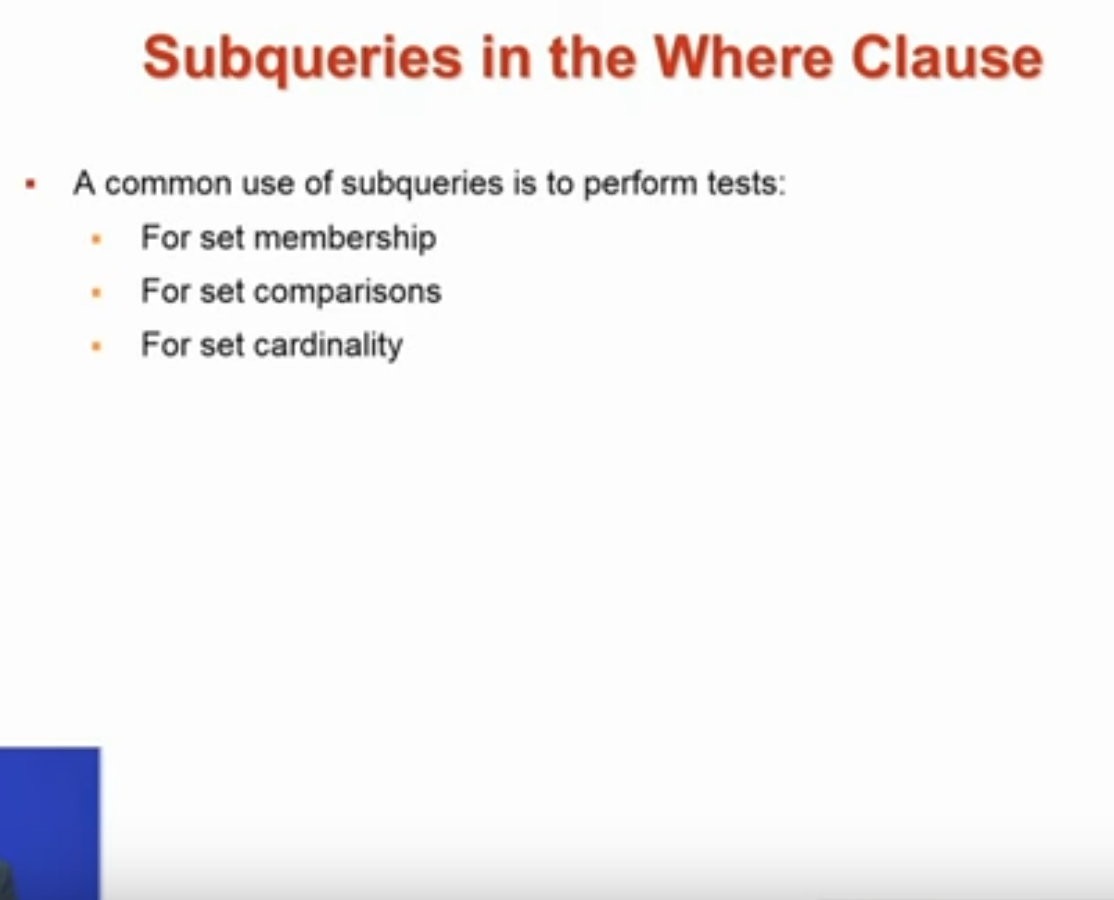 Subqueries in the Where Clause
▪ A common use of subqueries is to perform tests:
▪ For set membership
▪ For set comparisons
▪ For set cardinality